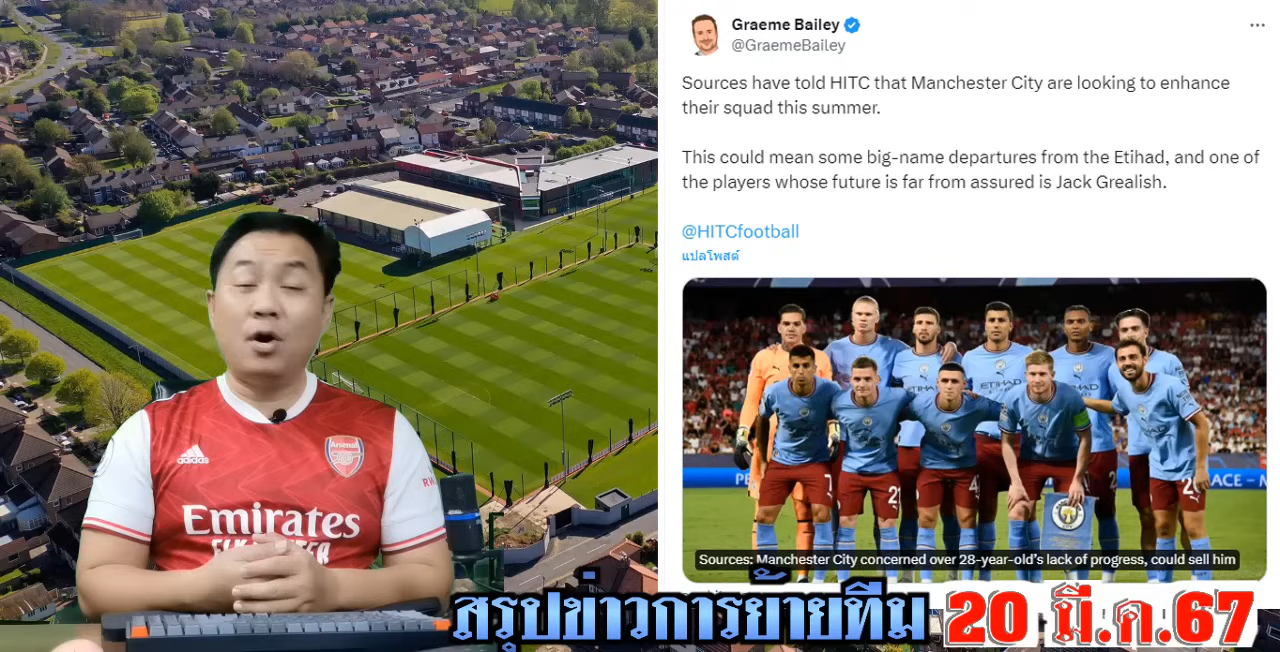 Graeme Bailey
@GraemeBailey
Sources have told HITC that Manchester City are looking to enhance
their squad this summer.
This could mean some big-name departures from the Etihad, and one of
the players whose future is far from assured is Jack Grealish.
@HITCfootball
แปลโพสต์
Sources: Manchester City concerned over 28-year-old's lack of progress, could sell him
adidas
Arsenal
Emirates
สรุปข่าวการย้ายทีม 20 มี.ค.67